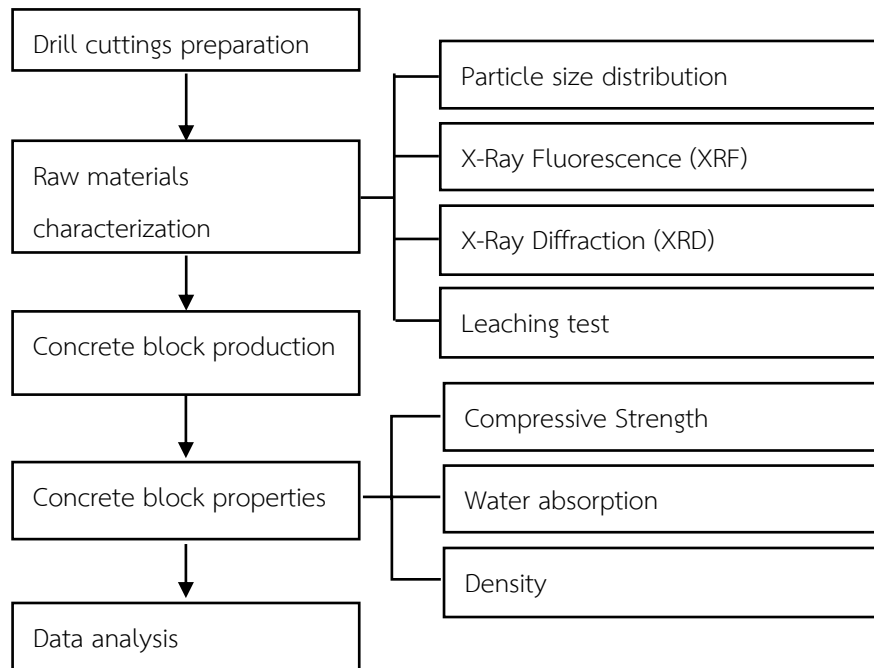 Drill cuttings preparation
Raw materials
characterization
Concrete block production
Concrete block properties
Data analysis
Particle size distribution
X-Ray Fluorescence (XRF)
X-Ray Diffraction (XRD)
Leaching test
Compressive Strength
Water absorption
Density